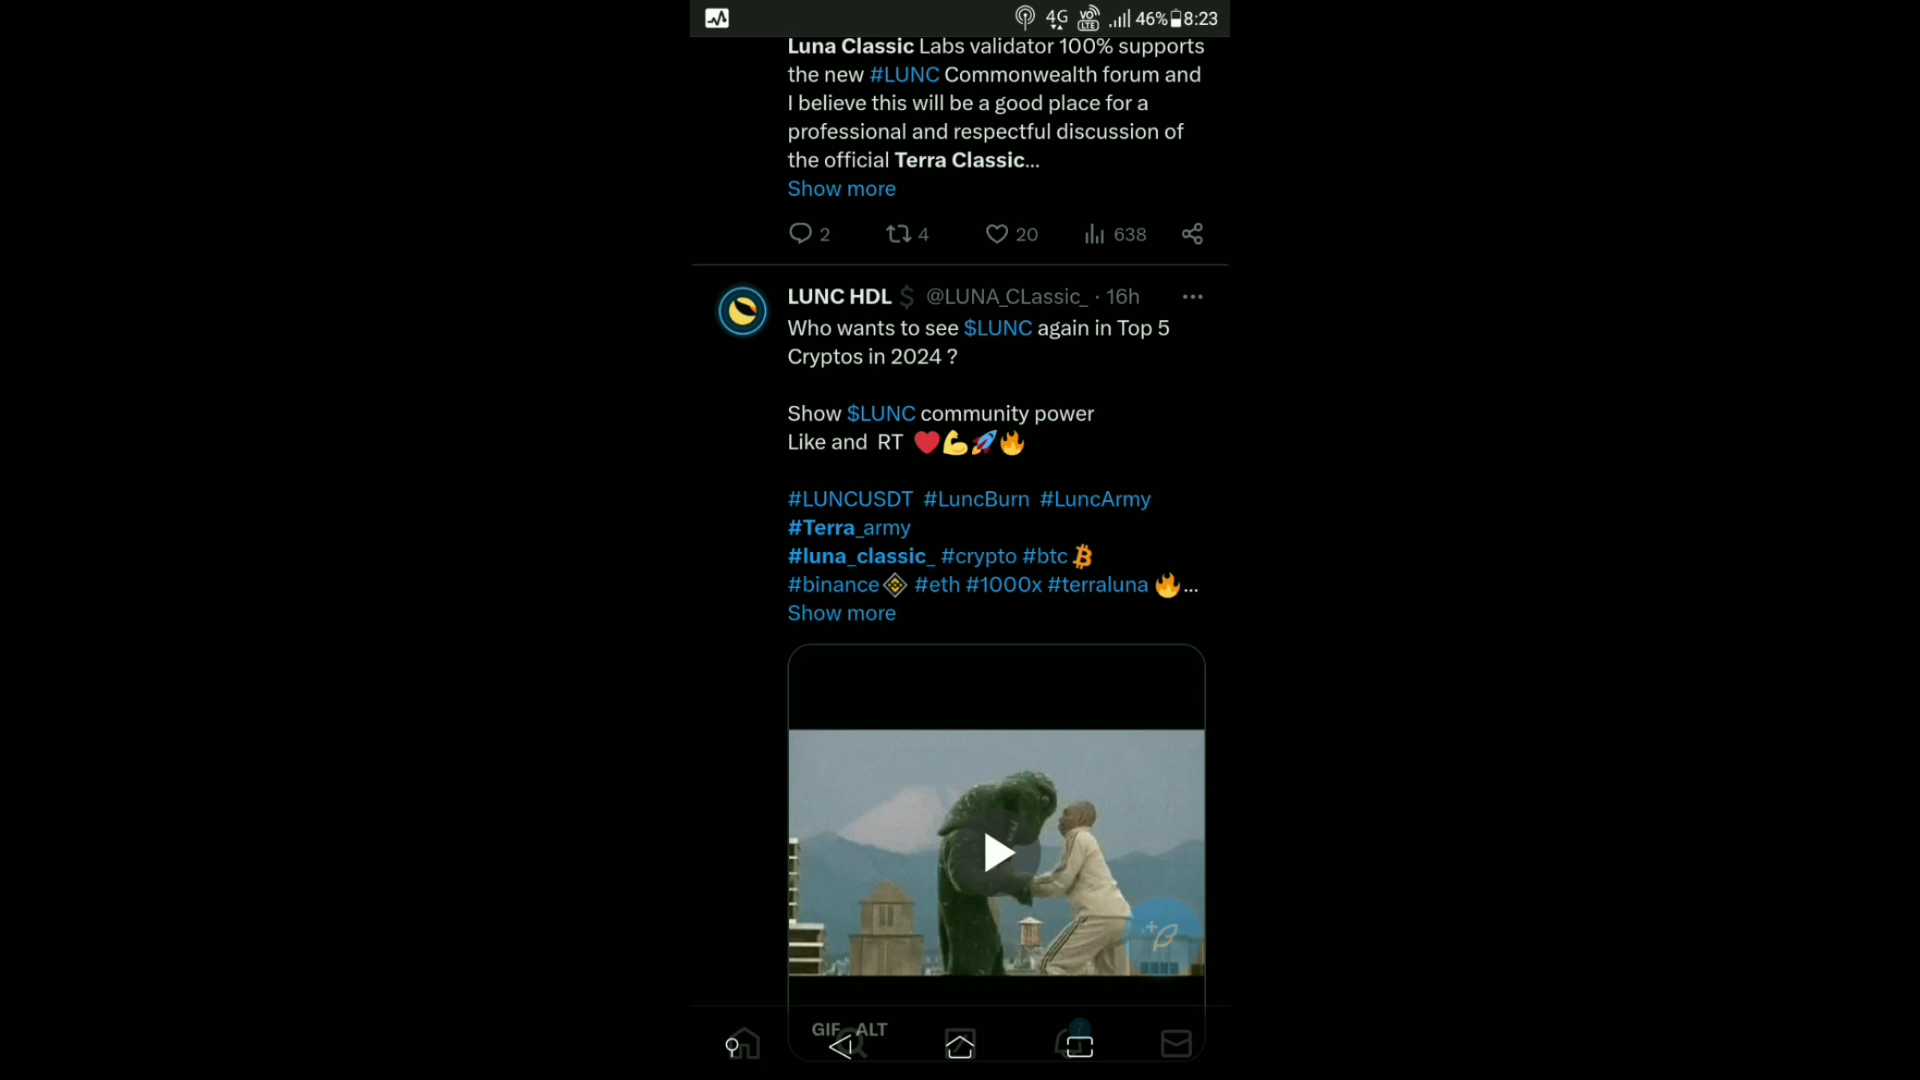 4G VO LTE 46% 8:23
Luna Classic Labs validator 100% supports
the new #LUNC Commonwealth forum and
I believe this will be a good place for a
professional and respectful discussion of
the official Terra Classic...
Show more
2 4 20 638
LUNC HDL @LUNA_CLassic_ · 16h
Who wants to see $LUNC again in Top 5
Cryptos in 2024 ?
Show $LUNC community power
Like and RT ❤️💪🚀🔥
#LUNCUSDT #LuncBurn #LuncArmy
#Terra_army
#luna_classic_ #crypto #btc
#binance #eth #1000x #terraluna 🔥...
Show more
GIF ALT
7